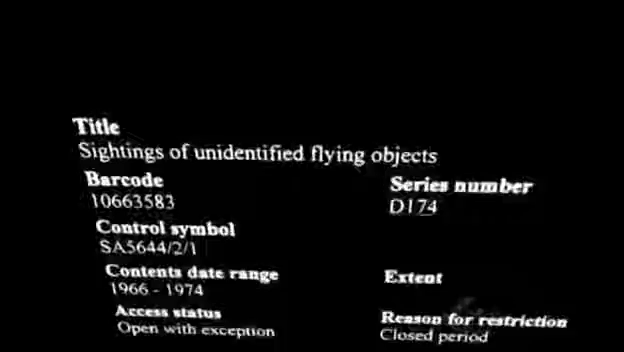 Title
Sightings of unidentified flying objects
Barcode
Series number
10663583
D174
Control symbol
SA5644/2/1
Contents date range
Extent
1966 - 1974
Access status
Reason for restriction
Open with exception
Closed period